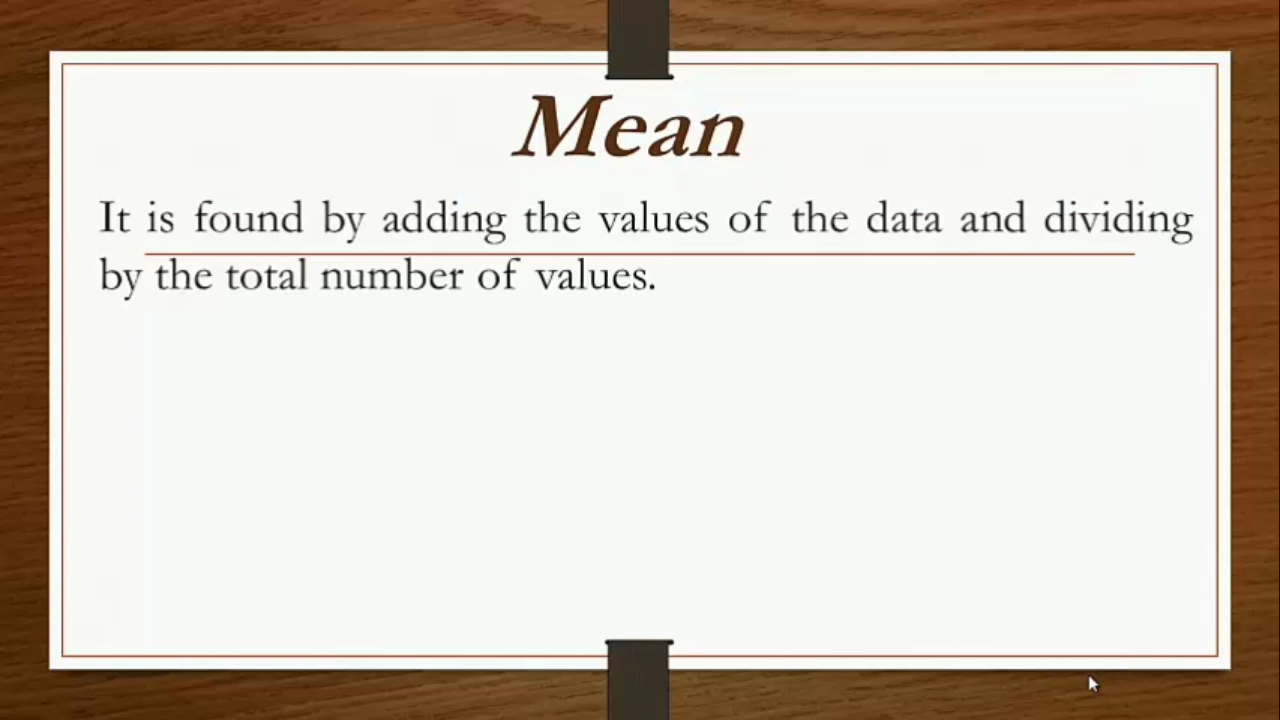 Mean
It is found by adding the values of the data and dividing
by the total number of values.